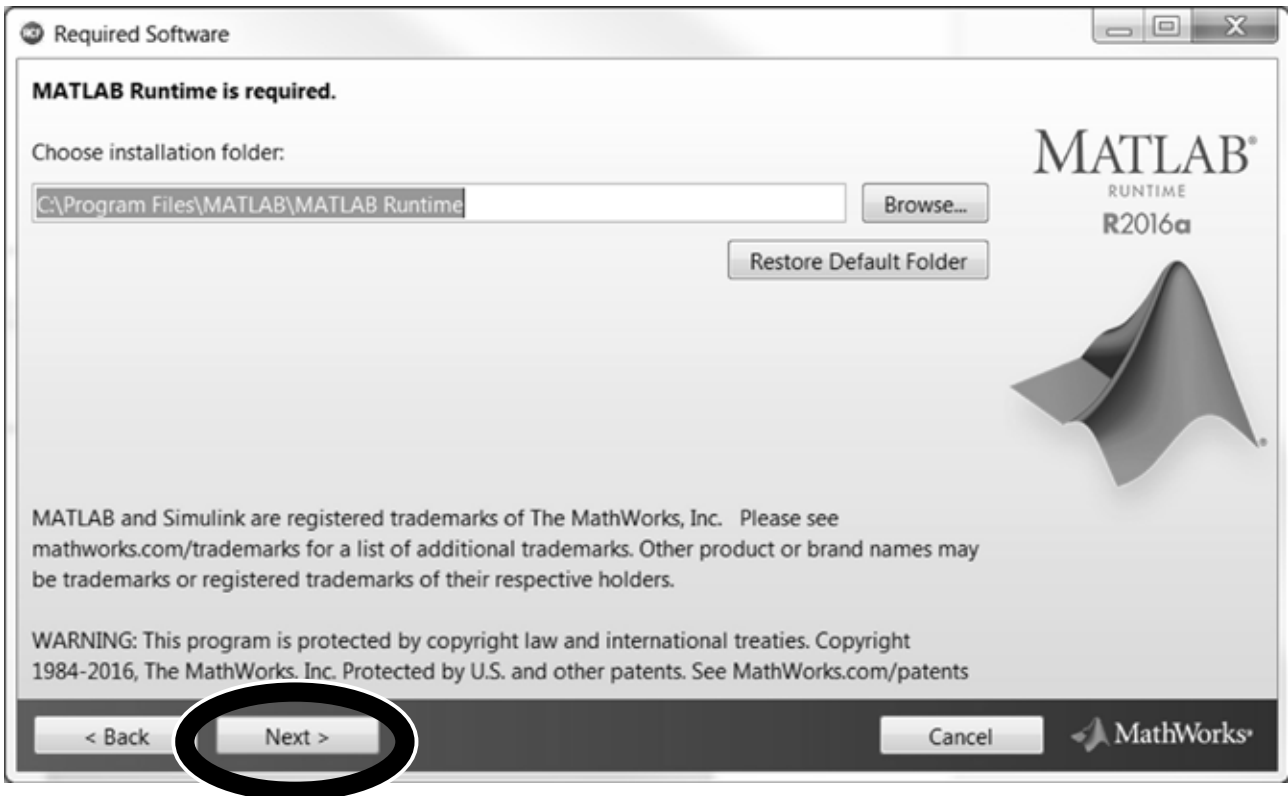 Required Software
MATLAB Runtime is required.
Choose installation folder:
C:\Program Files\MATLAB\MATLAB Runtime
Browse...
Restore Default Folder
MATLAB®
RUNTIME
R2016a
®
MATLAB and Simulink are registered trademarks of The MathWorks, Inc.   Please see
mathworks.com/trademarks for a list of additional trademarks. Other product or brand names may
be trademarks or registered trademarks of their respective holders.
WARNING: This program is protected by copyright law and international treaties. Copyright
1984-2016, The MathWorks. Inc. Protected by U.S. and other patents. See MathWorks.com/patents
< Back
Next >
Cancel
MathWorks®